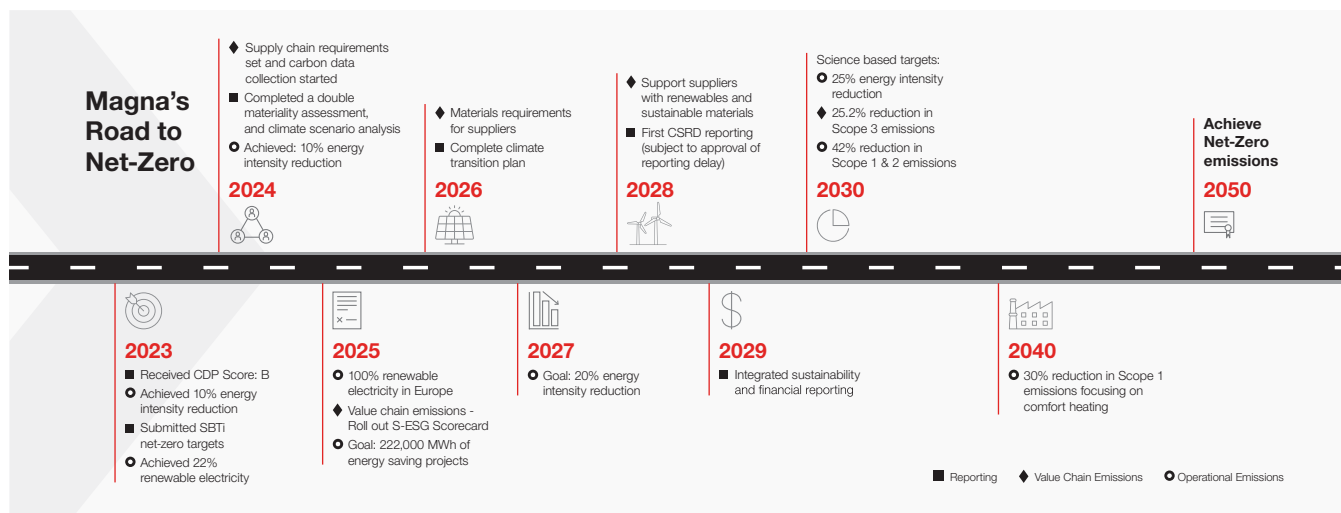 Magna's
Road to
Net-Zero
Supply chain requirements
set and carbon data
collection started
Completed a double
materiality assessment,
and climate scenario analysis
Achieved: 10% energy
intensity reduction
2024
Materials requirements
for suppliers
Complete climate
transition plan
2026
Support suppliers
with renewables and
sustainable materials
First CSRD reporting
(subject to approval of
reporting delay)
2028
Science based targets:
25% energy intensity
reduction
25.2% reduction in
Scope 3 emissions
42% reduction in
Scope 1 & 2 emissions
2030
Achieve
Net-Zero
emissions
2050
2023
Received CDP Score: B
Achieved 10% energy
intensity reduction
Submitted SBTi
net-zero targets
Achieved 22%
renewable electricity
2025
100% renewable
electricity in Europe
Value chain emissions -
Roll out S-ESG Scorecard
Goal: 222,000 MWh of
energy saving projects
2027
Goal: 20% energy
intensity reduction
2029
Integrated sustainability
and financial reporting
2040
30% reduction in Scope 1
emissions focusing on
comfort heating
Reporting
Value Chain Emissions
Operational Emissions